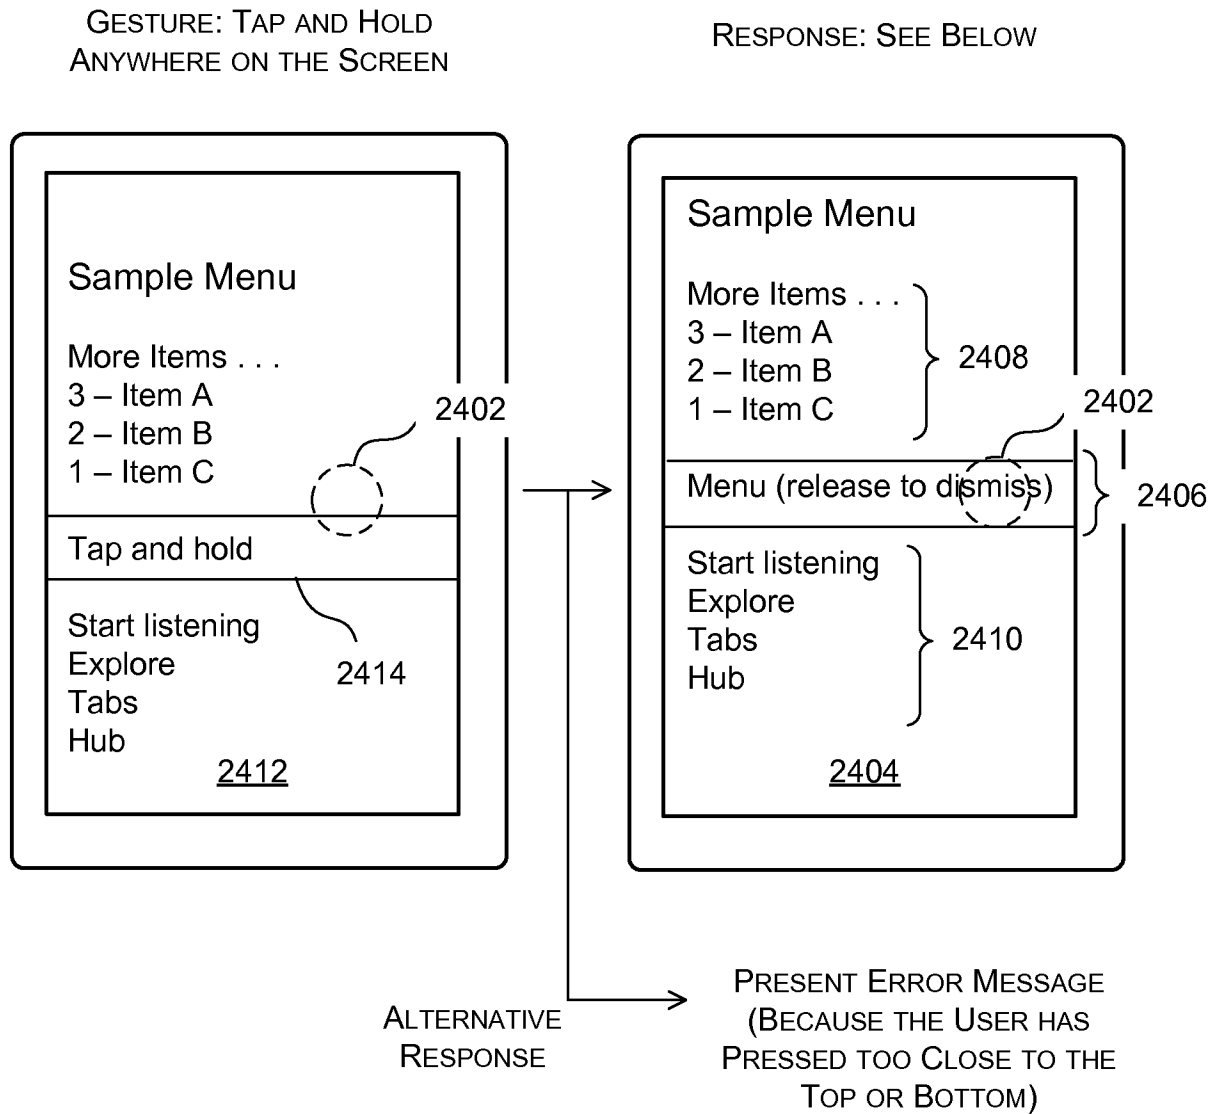 GESTURE: TAP AND HOLD
ANYWHERE ON THE SCREEN
RESPONSE: SEE BELOW
Sample Menu
More Items . . .
3 – Item A
2 – Item B
1 – Item C
2402
Tap and hold
Start listening
Explore
Tabs
Hub
2414
2412
Sample Menu
More Items . . .
3 – Item A
2 – Item B
1 – Item C
2408
2402
Menu (release to dismiss)
2406
Start listening
Explore
Tabs
Hub
2410
2404
ALTERNATIVE
RESPONSE
PRESENT ERROR MESSAGE
(BECAUSE THE USER HAS
PRESSED TOO CLOSE TO THE
TOP OR BOTTOM)